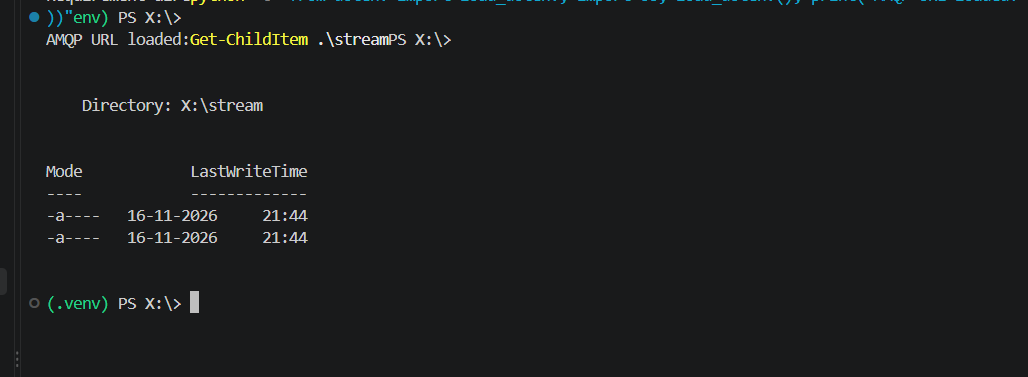 ))"env) PS X:\>
AMQP URL loaded:Get-ChildItem .\streamPS X:\>
Directory: X:\stream
Mode LastWriteTime
---- -------------
-a---- 16-11-2026 21:44
-a---- 16-11-2026 21:44
(.venv) PS X:\>